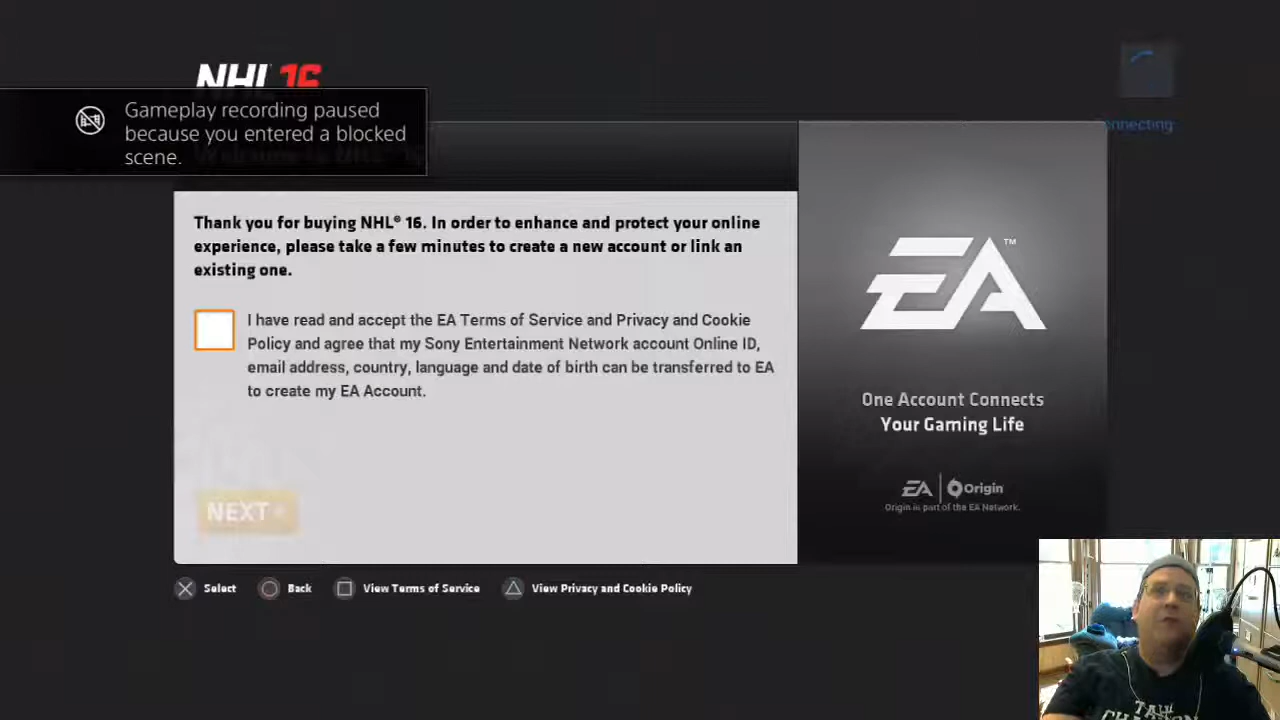 NHL 16
Gameplay recording paused
because you entered a blocked
scene.
Connecting
Thank you for buying NHL® 16. In order to enhance and protect your online
experience, please take a few minutes to create a new account or link an
existing one.
I have read and accept the EA Terms of Service and Privacy and Cookie
Policy and agree that my Sony Entertainment Network account Online ID,
email address, country, language and date of birth can be transferred to EA
to create my EA Account.
NEXT
EA™
One Account Connects
Your Gaming Life
EA | Origin
Origin is part of the EA Network.
Select Back View Terms of Service View Privacy and Cookie Policy